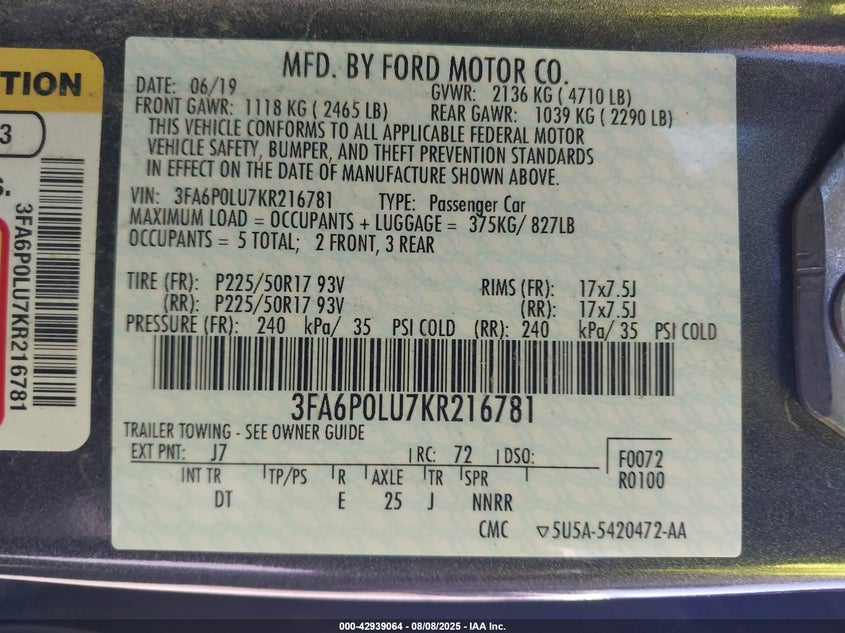 TION
3
S.
3FA6P0LU7KR216781
MFD. BY FORD MOTOR CO.
DATE: 06/19 GVWR: 2136 KG ( 4710 LB)
FRONT GAWR: 1118 KG ( 2465 LB) REAR GAWR: 1039 KG ( 2290 LB)
THIS VEHICLE CONFORMS TO ALL APPLICABLE FEDERAL MOTOR
VEHICLE SAFETY, BUMPER, AND THEFT PREVENTION STANDARDS
IN EFFECT ON THE DATE OF MANUFACTURE SHOWN ABOVE.
VIN: 3FA6P0LU7KR216781 TYPE: Passenger Car
MAXIMUM LOAD = OCCUPANTS + LUGGAGE = 375KG/ 827LB
OCCUPANTS = 5 TOTAL; 2 FRONT, 3 REAR
TIRE (FR): P225/50R17 93V RIMS (FR): 17x7.5J
(RR): P225/50R17 93V (RR): 17x7.5J
PRESSURE (FR): 240 kPa/ 35 PSI COLD (RR): 240 kPa/ 35 PSI COLD
3FA6P0LU7KR216781
TRAILER TOWING - SEE OWNER GUIDE
EXT PNT: J7 RC: 72 DSO: F0072
R0100
INT TR TP/PS R AXLE TR SPR
DT E 25 J NNRR
CMC ▽5U5A-5420472-AA
000-42939064 - 08/08/2025 - IAA Inc.